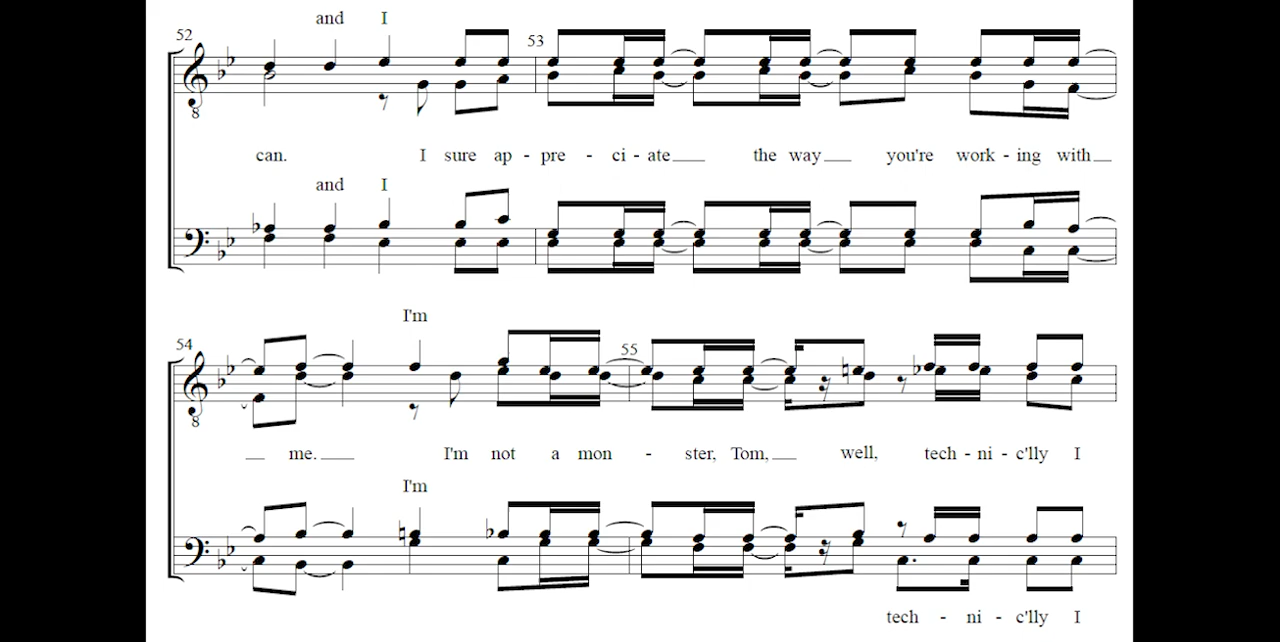 and I
52 53
8
can. I sure ap - pre - ci - ate the way you're work - ing with
and I
I'm
54 55
8
me. I'm not a mon - ster, Tom, well, tech - ni - c'lly I
I'm
tech - ni - c'lly I